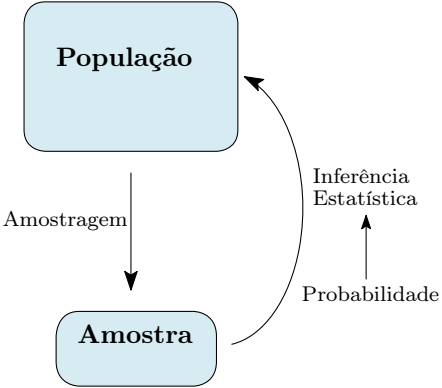 População
Inferência
Estatística
Amostragem
Probabilidade
Amostra